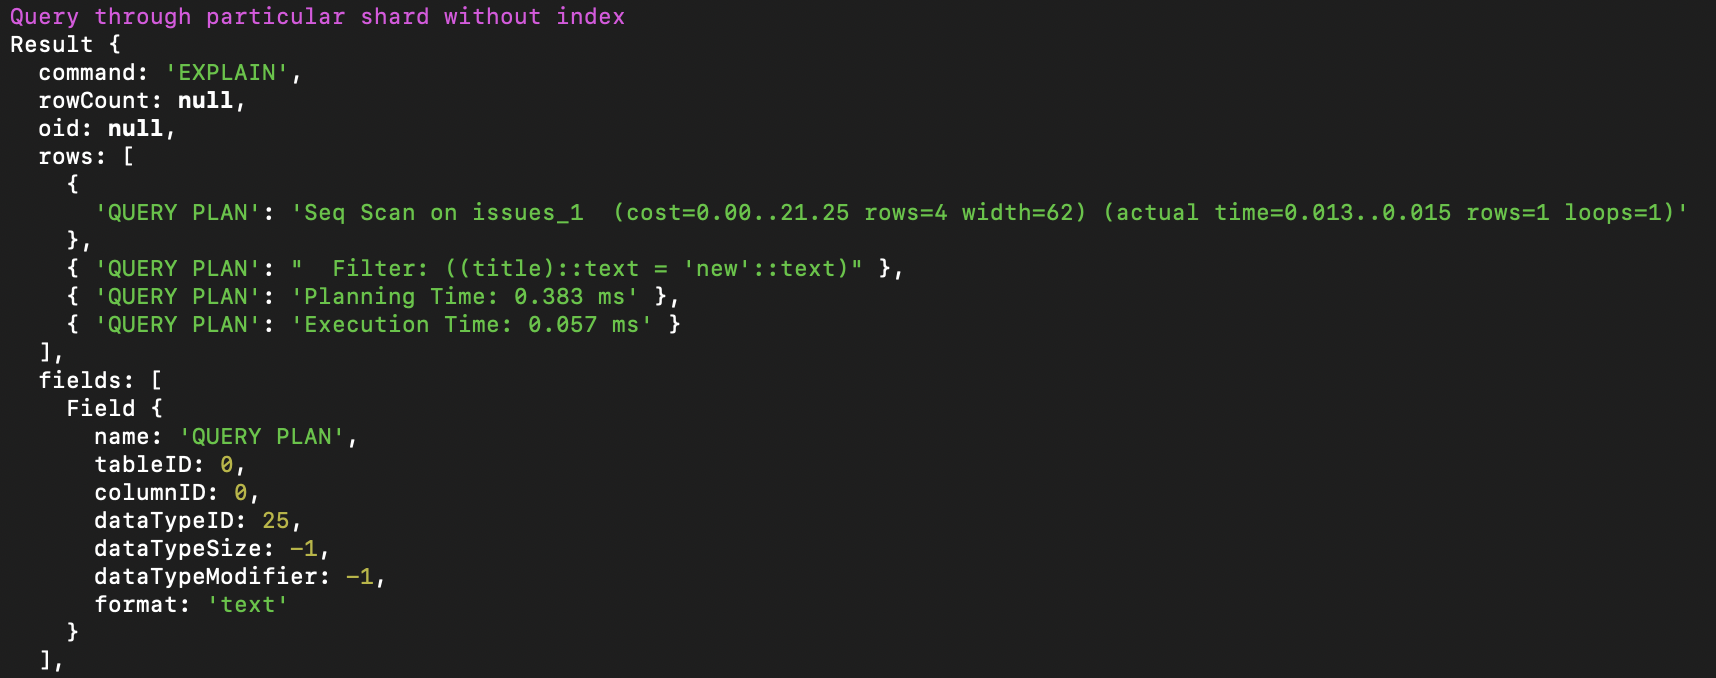 Query through particular shard without index
Result {
  command: 'EXPLAIN',
  rowCount: null,
  oid: null,
  rows: [
    {
      'QUERY PLAN': 'Seq Scan on issues_1  (cost=0.00..21.25 rows=4 width=62) (actual time=0.013..0.015 rows=1 loops=1)'
    },
    { 'QUERY PLAN': "  Filter: ((title)::text = 'new'::text)" },
    { 'QUERY PLAN': 'Planning Time: 0.383 ms' },
    { 'QUERY PLAN': 'Execution Time: 0.057 ms' }
  ],
  fields: [
    Field {
      name: 'QUERY PLAN',
      tableID: 0,
      columnID: 0,
      dataTypeID: 25,
      dataTypeSize: -1,
      dataTypeModifier: -1,
      format: 'text'
    }
  ],